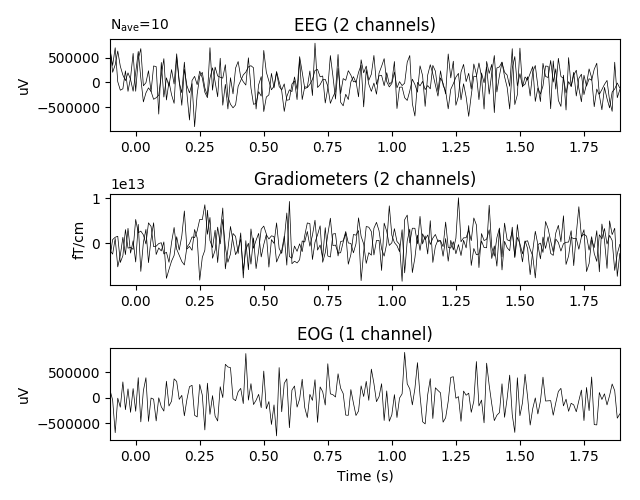 N_ave=10
EEG (2 channels)
500000
0
−500000
uV
0.00 0.25 0.50 0.75 1.00 1.25 1.50 1.75
1e13
Gradiometers (2 channels)
1
0
fT/cm
0.00 0.25 0.50 0.75 1.00 1.25 1.50 1.75
EOG (1 channel)
500000
0
−500000
uV
0.00 0.25 0.50 0.75 1.00 1.25 1.50 1.75
Time (s)